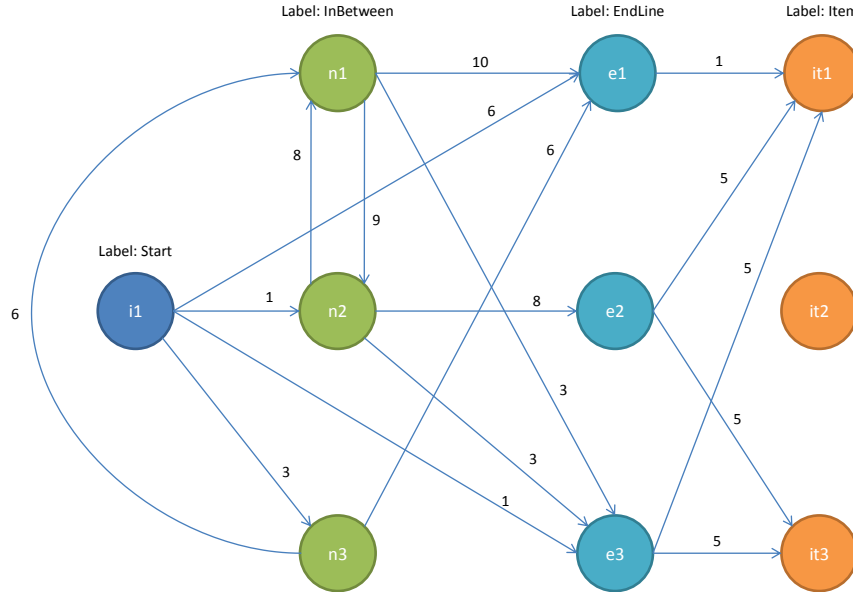 Label: InBetween
Label: EndLine
Label: Item
n1
10
e1
1
it1
6
8
6
5
9
Label: Start
5
i1
1
n2
8
e2
it2
6
3
5
3
3
1
n3
e3
5
it3